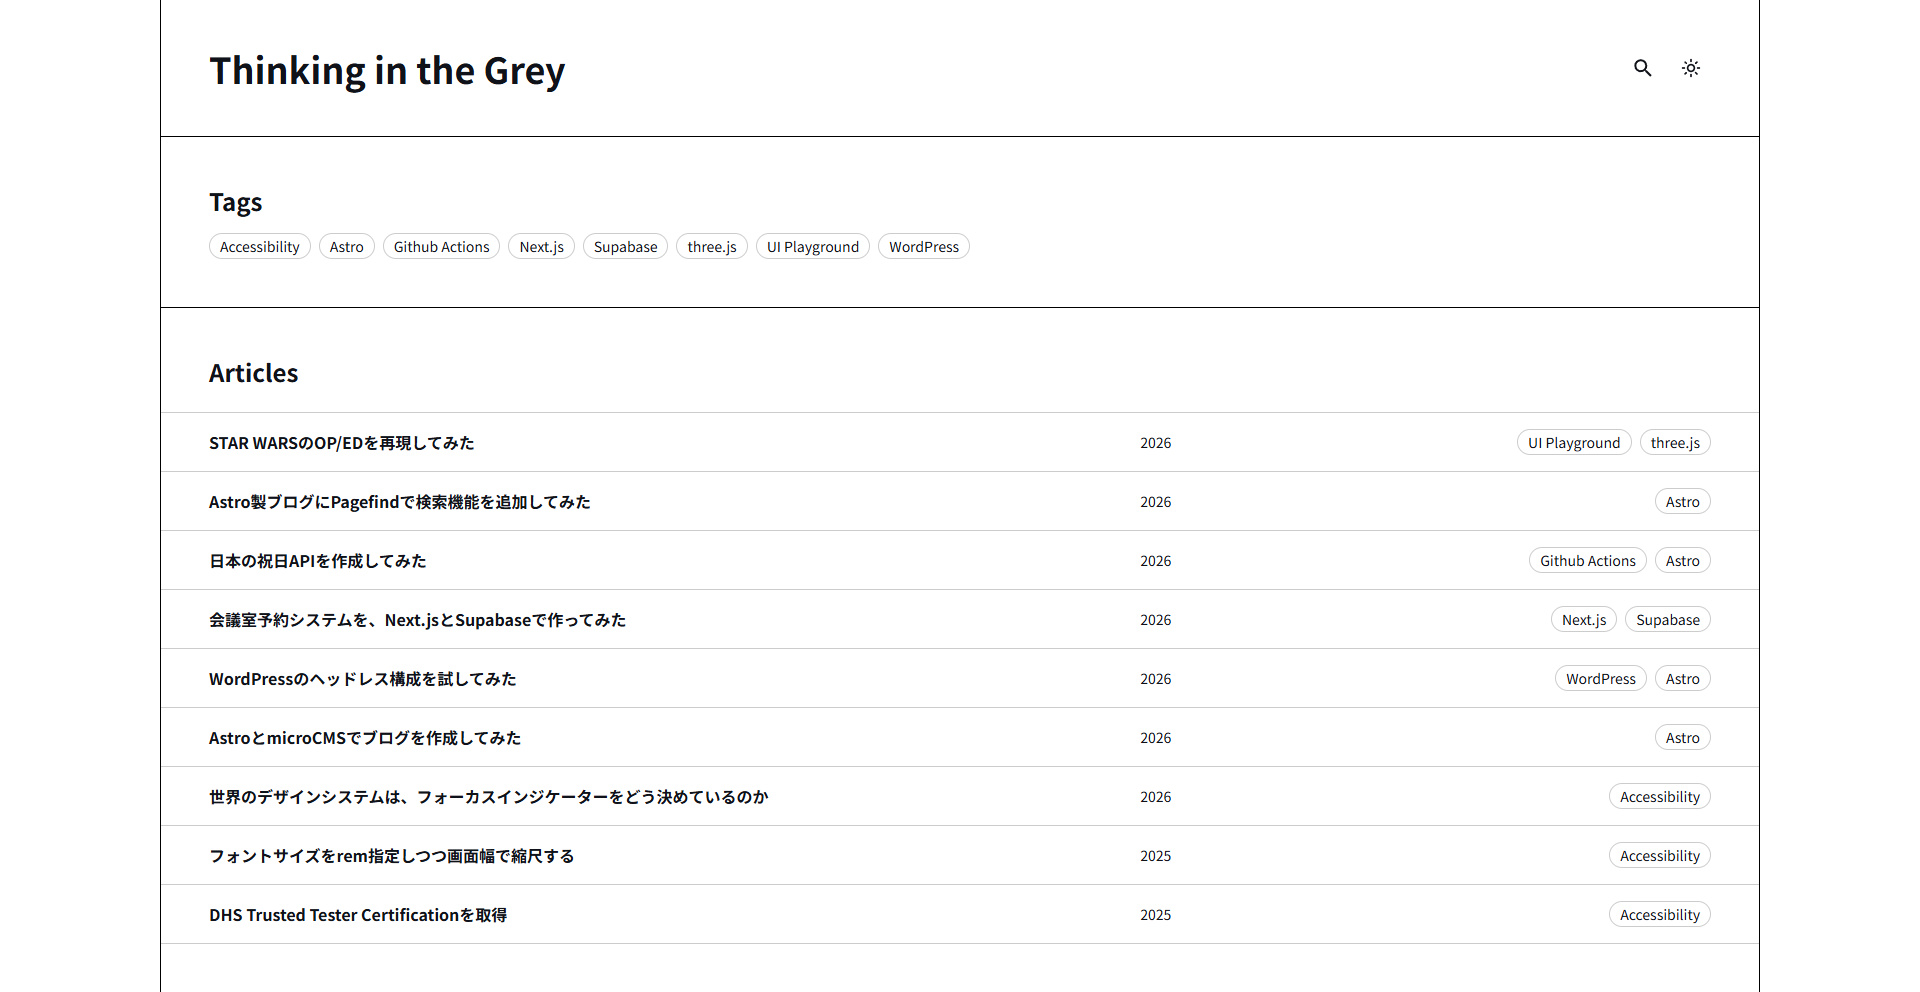 Thinking in the Grey
Tags
Accessibility Astro Github Actions Next.js Supabase three.js UI Playground WordPress
Articles
STAR WARSのOP/EDを再現してみた 2026 UI Playground three.js
Astro製ブログにPagefindで検索機能を追加してみた 2026 Astro
日本の祝日APIを作成してみた 2026 Github Actions Astro
会議室予約システムを、Next.jsとSupabaseで作ってみた 2026 Next.js Supabase
WordPressのヘッドレス構成を試してみた 2026 WordPress Astro
AstroとmicroCMSでブログを作成してみた 2026 Astro
世界のデザインシステムは、フォーカスインジケーターをどう決めているのか 2026 Accessibility
フォントサイズをrem指定しつつ画面幅で縮尺する 2025 Accessibility
DHS Trusted Tester Certificationを取得 2025 Accessibility